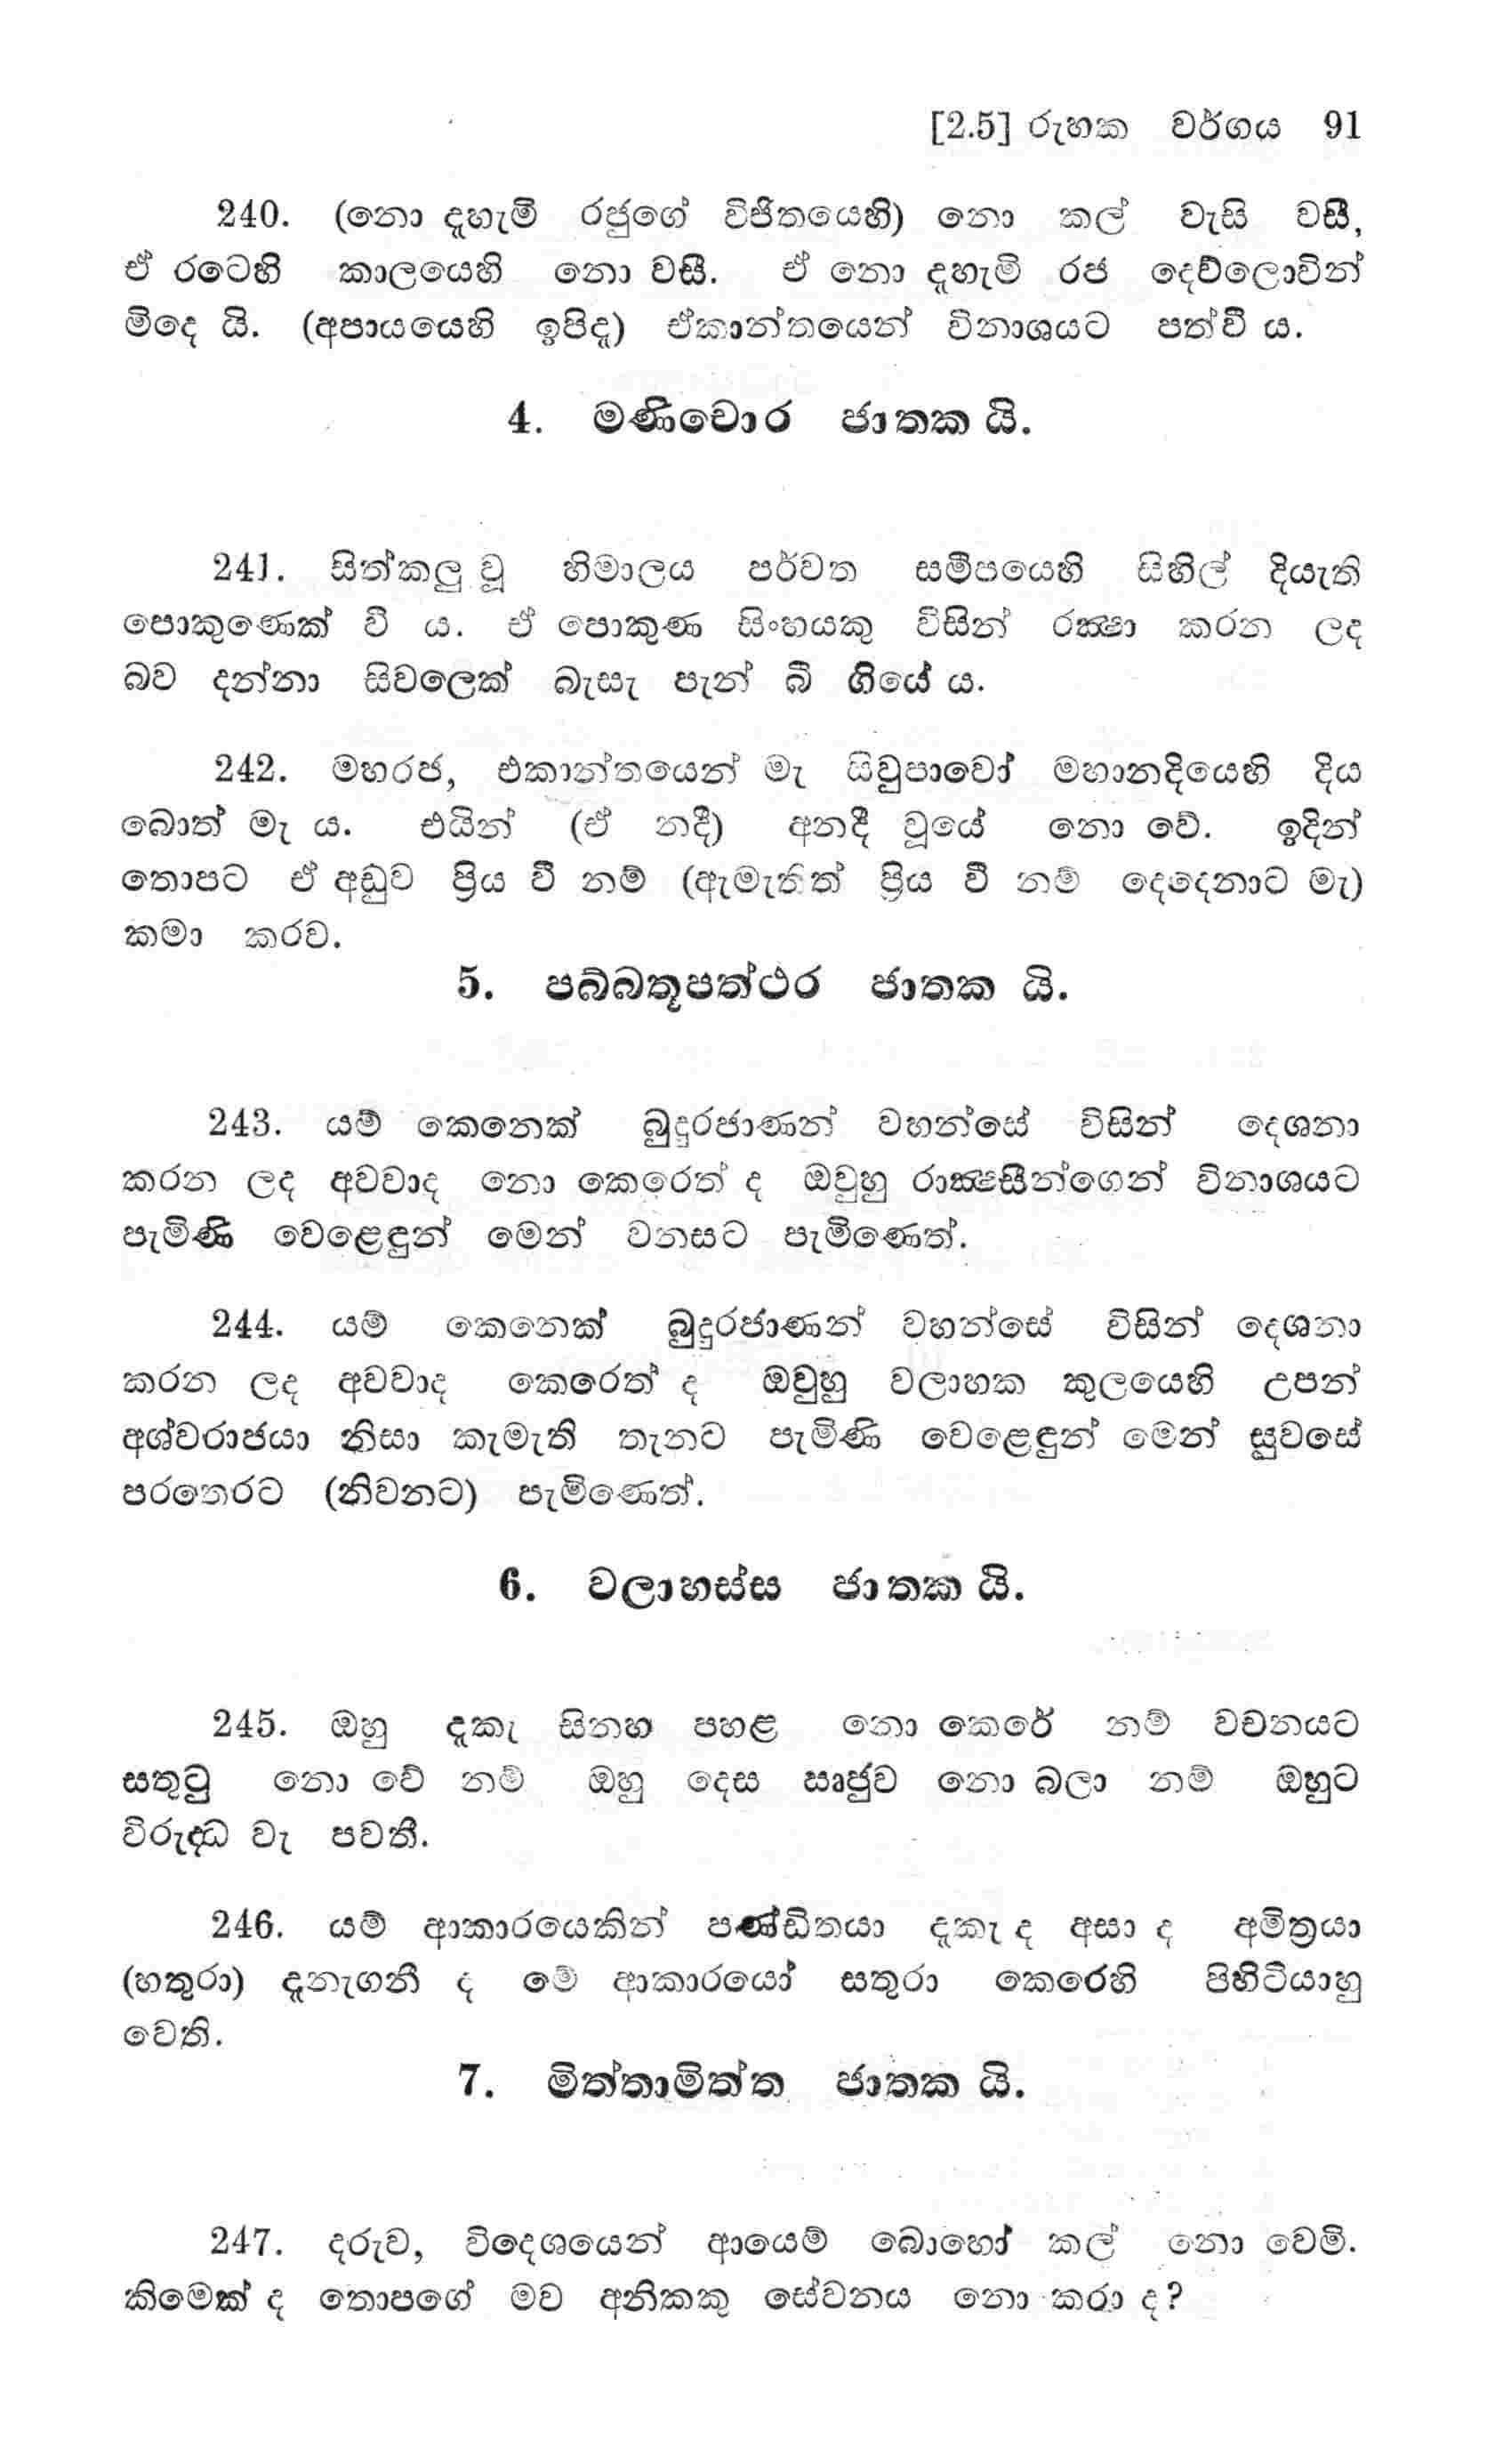 [2.5] රුහක වර්ගය 91
240. (නො දැහැමි රජුගේ විජිතයෙහි) නො කල් වැසි වසී,
ඒ රටෙහි කාලයෙහි නො වසී. ඒ නො දැහැමි රජ දෙව්ලොවින්
මිදෙ යි. (අපායයෙහි ඉපිද) ඒකාන්තයෙන් විනාශයට පත්වී ය.
4. මණිචොර ජාතක යි.
241. සිත්කලු වූ හිමාලය පර්වත සමීපයෙහි සිහිල් දියැති
පොකුණෙක් වී ය. ඒ පොකුණ සිංහයකු විසින් රක්‍ෂා කරන ලද
බව දන්නා සිවලෙක් බැසැ පැන් බී ගියේ ය.
242. මහරජ, එකාන්තයෙන් මැ සිවුපාවෝ මහානදියෙහි දිය
බොත් මැ ය. එයින් (ඒ නදී) අනදී වූයේ නො වේ. ඉදින්
තොපට ඒ අඩුව ප්‍රිය වී නම් (ඇමැතිත් ප්‍රිය වී නම් දෙදෙනාට මැ)
කමා කරව.
5. පබ්බතූපත්ථර ජාතක යි.
243. යම් කෙනෙක් බුදුරජාණන් වහන්සේ විසින් දෙශනා
කරන ලද අවවාද නො කෙරෙත් ද ඔවුහු රාක්‍ෂසීන්ගෙන් විනාශයට
පැමිණි වෙළෙඳුන් මෙන් වනසට පැමිණෙත්.
244. යම් කෙනෙක් බුදුරජාණන් වහන්සේ විසින් දෙශනා
කරන ලද අවවාද කෙරෙත් ද ඔවුහු වලාහක කුලයෙහි උපන්
අශ්වරාජයා නිසා කැමැති තැනට පැමිණි වෙළෙඳුන් මෙන් සුවසේ
පරතෙරට (නිවනට) පැමිණෙත්.
6. වලාහස්ස ජාතක යි.
245. ඔහු දැකැ සිනහ පහළ නො කෙරේ නම් වචනයට
සතුටු නො වේ නම් ඔහු දෙස සෘජුව නො බලා නම් ඔහුට
විරුද්‍ධ වැ පවතී.
246. යම් ආකාරයෙකින් පණ්ඩිතයා දැකැ ද අසා ද අමිත්‍රයා
(හතුරා) දැනැගනී ද මේ ආකාරයෝ සතුරා කෙරෙහි පිහිටියාහු
වෙති.
7. මිත්තාමිත්ත ජාතක යි.
247. දරුව, විදෙශයෙන් ආයෙම් බොහෝ කල් නො වෙමි.
කිමෙක් ද තොපගේ මව අනිකකු සේවනය නො කරා ද?